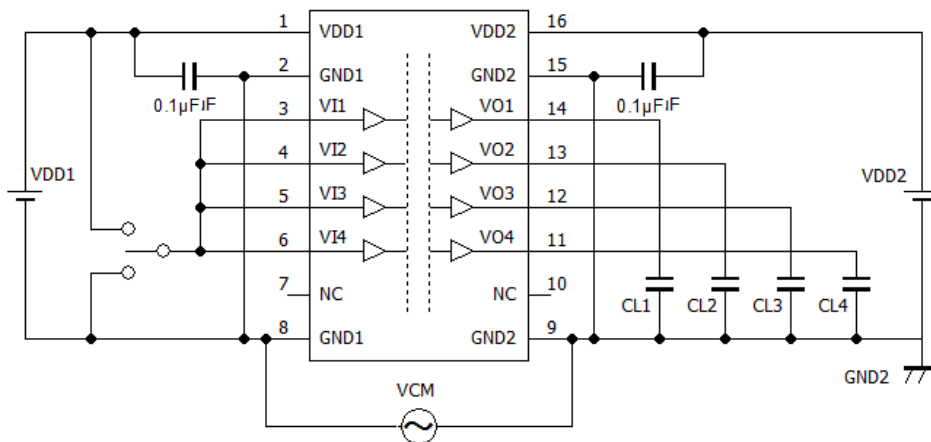 1 VDD1 VDD2 16
2 GND1 GND2 15
0.1μFıF 0.1μFıF
3 VI1 VO1 14
4 VI2 VO2 13
VDD1 VDD2
5 VI3 VO3 12
6 VI4 VO4 11
7 NC NC 10
CL1 CL2 CL3 CL4
8 GND1 GND2 9
GND2
VCM